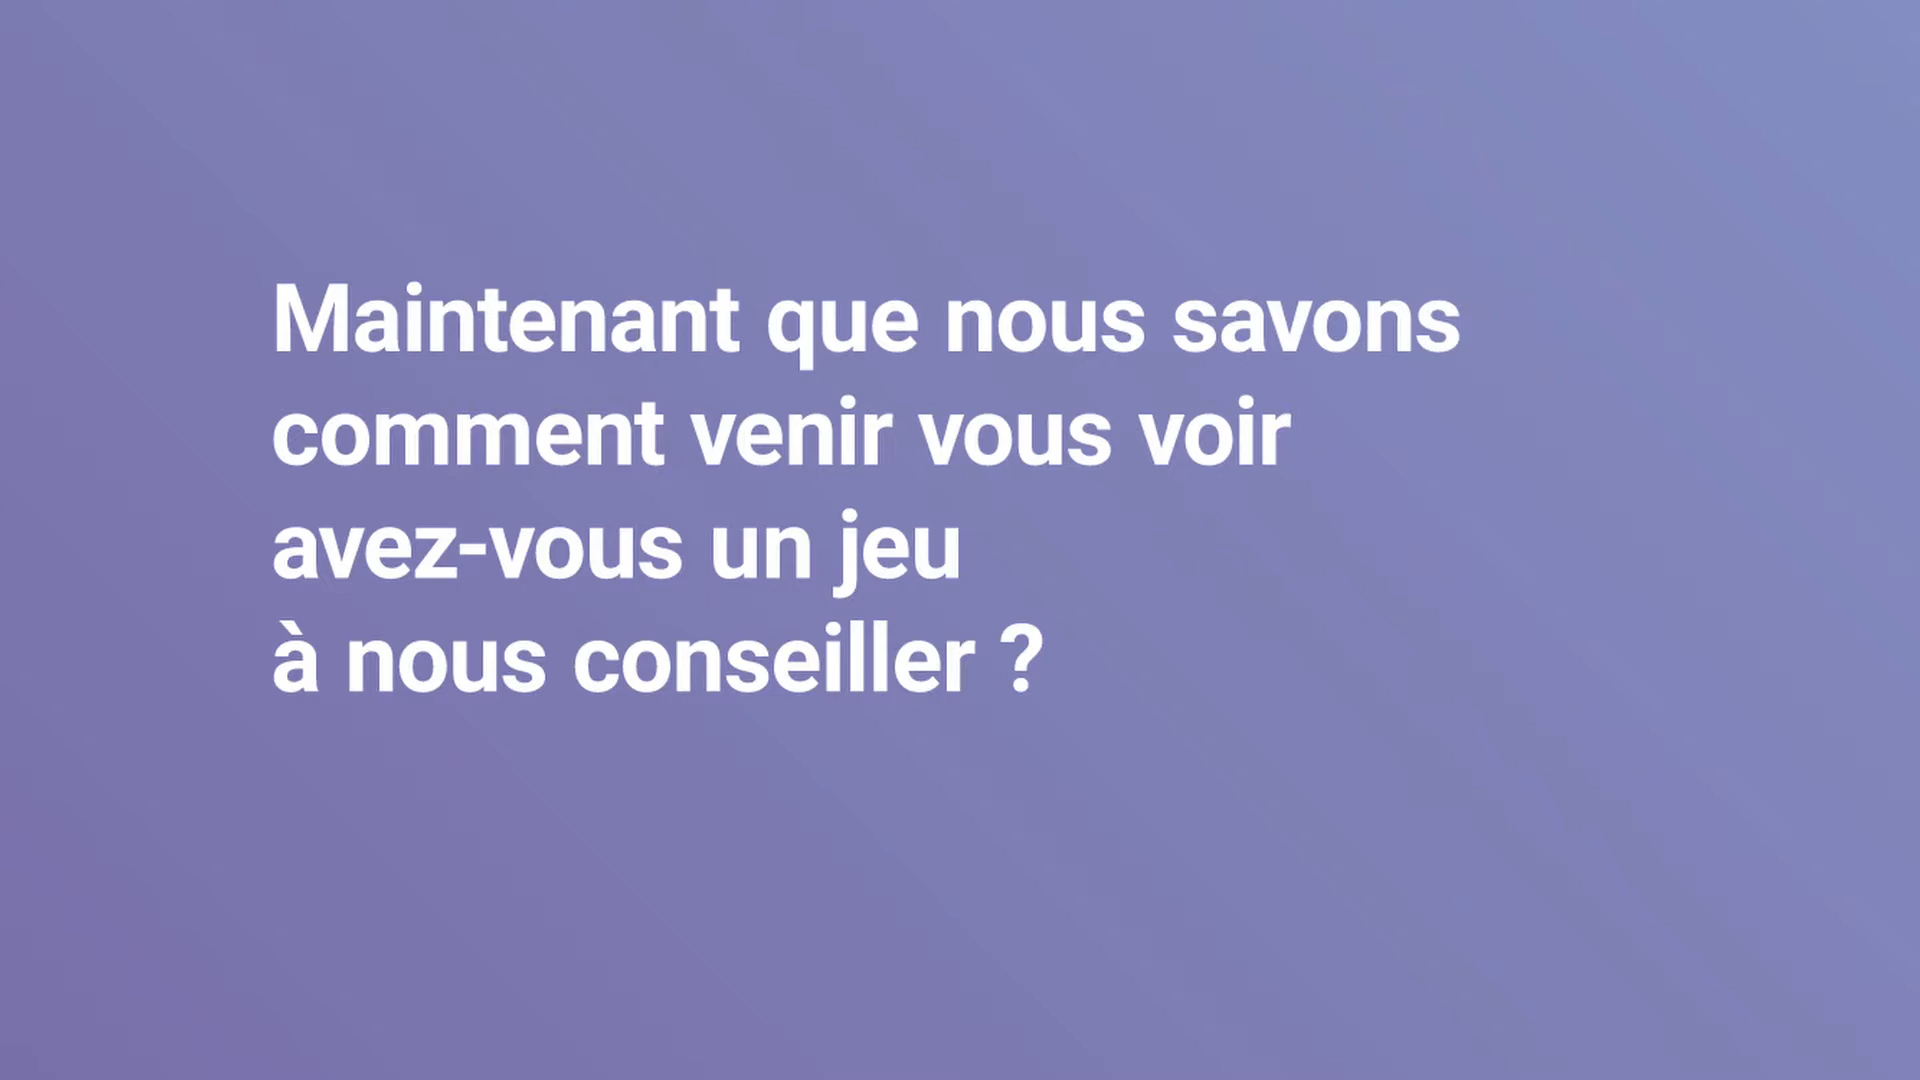 Maintenant que nous savons
comment venir vous voir
avez-vous un jeu
à nous conseiller ?